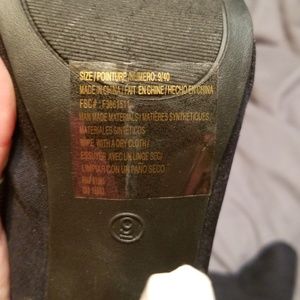 SIZE/POINTURE/NUMERO: 9/40
MADE IN CHINA/FAIT EN CHINE/HECHO EN CHINA
FBC#:
MAN MADE MATERIALS/MATIÈRES SYNTHÉTIQUES/
MATERIALES SINTÉTICOS
WIPE WITH A DRY CLOTH/
ESSUYER AVEC UN LINGE SEC/
LIMPIAR CON UN PAÑO SECO
9